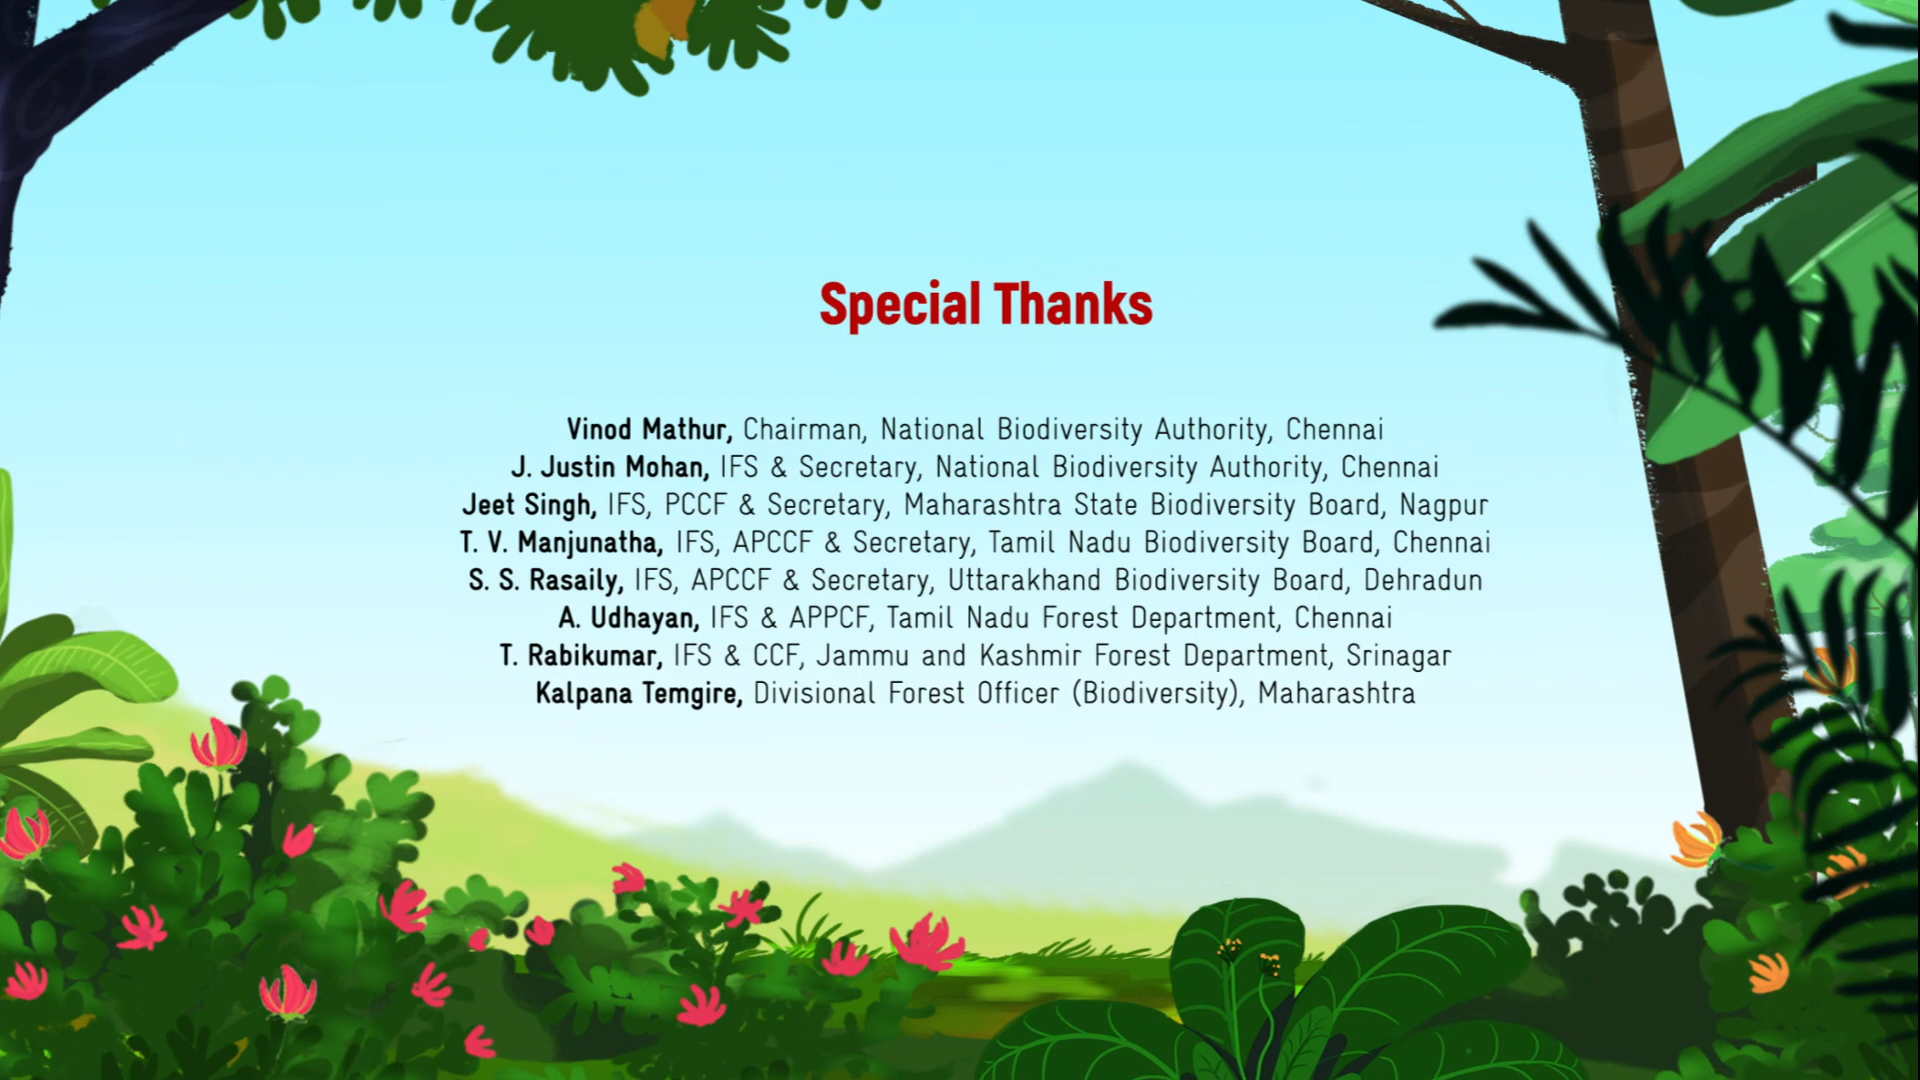 Special Thanks
Vinod Mathur, Chairman, National Biodiversity Authority, Chennai
J. Justin Mohan, IFS & Secretary, National Biodiversity Authority, Chennai
Jeet Singh, IFS, PCCF & Secretary, Maharashtra State Biodiversity Board, Nagpur
T. V. Manjunatha, IFS, APCCF & Secretary, Tamil Nadu Biodiversity Board, Chennai
S. S. Rasaily, IFS, APCCF & Secretary, Uttarakhand Biodiversity Board, Dehradun
A. Udhayan, IFS & APPCF, Tamil Nadu Forest Department, Chennai
T. Rabikumar, IFS & CCF, Jammu and Kashmir Forest Department, Srinagar
Kalpana Temgire, Divisional Forest Officer (Biodiversity), Maharashtra